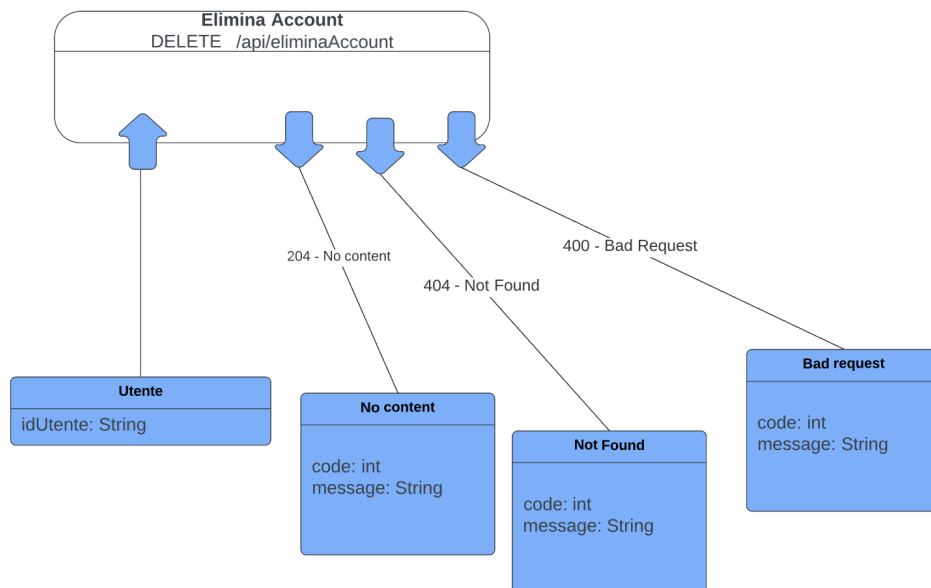 Elimina Account
DELETE /api/eliminaAccount
400 - Bad Request
204 - No content
404 - Not Found
Utente
idUtente: String
No content
code: int
message: String
Not Found
code: int
message: String
Bad request
code: int
message: String